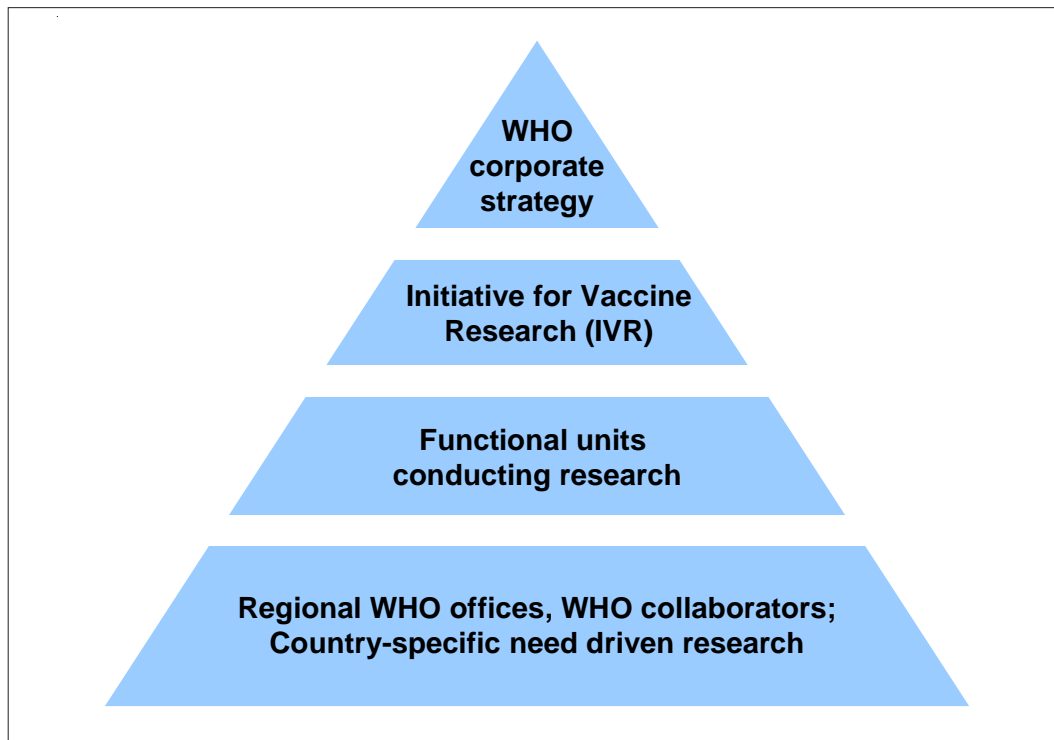 WHO
corporate
strategy
Initiative for Vaccine
Research (IVR)
Functional units
conducting research
Regional WHO offices, WHO collaborators;
Country-specific need driven research